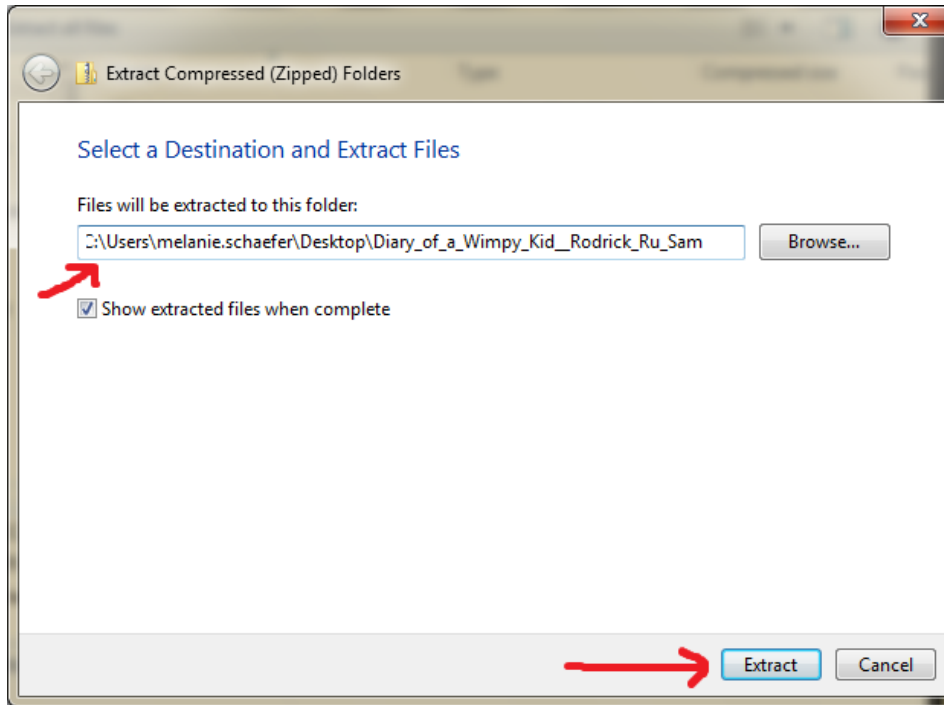 Extract Compressed (Zipped) Folders
Select a Destination and Extract Files
Files will be extracted to this folder:
C:\Users\melanie.schaefer\Desktop\Diary_of_a_Wimpy_Kid__Rodrick_Ru_Sam
Browse...
Show extracted files when complete
Extract
Cancel